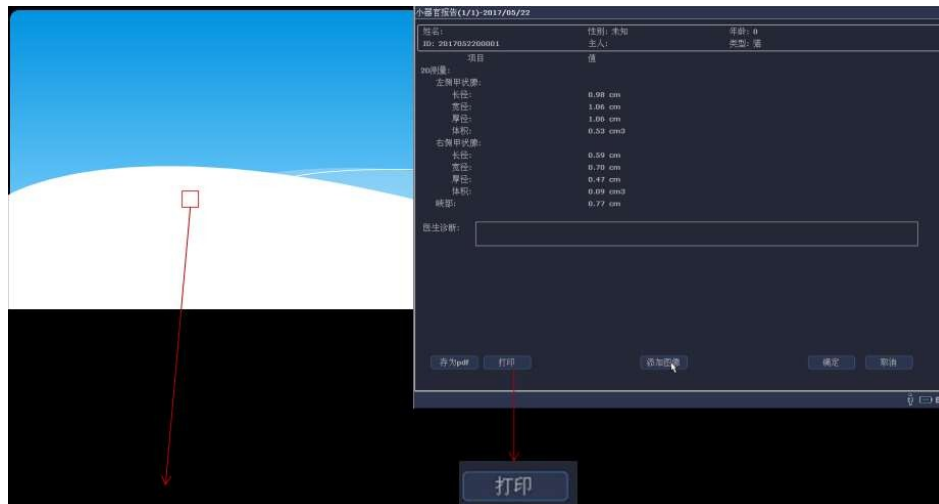 小器官报告(1/1)-2017/05/22
姓名: 性别: 未知 年龄: 0
ID: 2017052200001 主人: 类型: 猫
项目 值
2D测量:
左侧甲状腺:
长径: 0.98 cm
宽径: 1.06 cm
厚径: 1.06 cm
体积: 0.53 cm3
右侧甲状腺:
长径: 0.59 cm
宽径: 0.70 cm
厚径: 0.47 cm
体积: 0.09 cm3
峡部: 0.77 cm
医生诊断:
存为pdf 打印 添加图像 确定 取消
打印